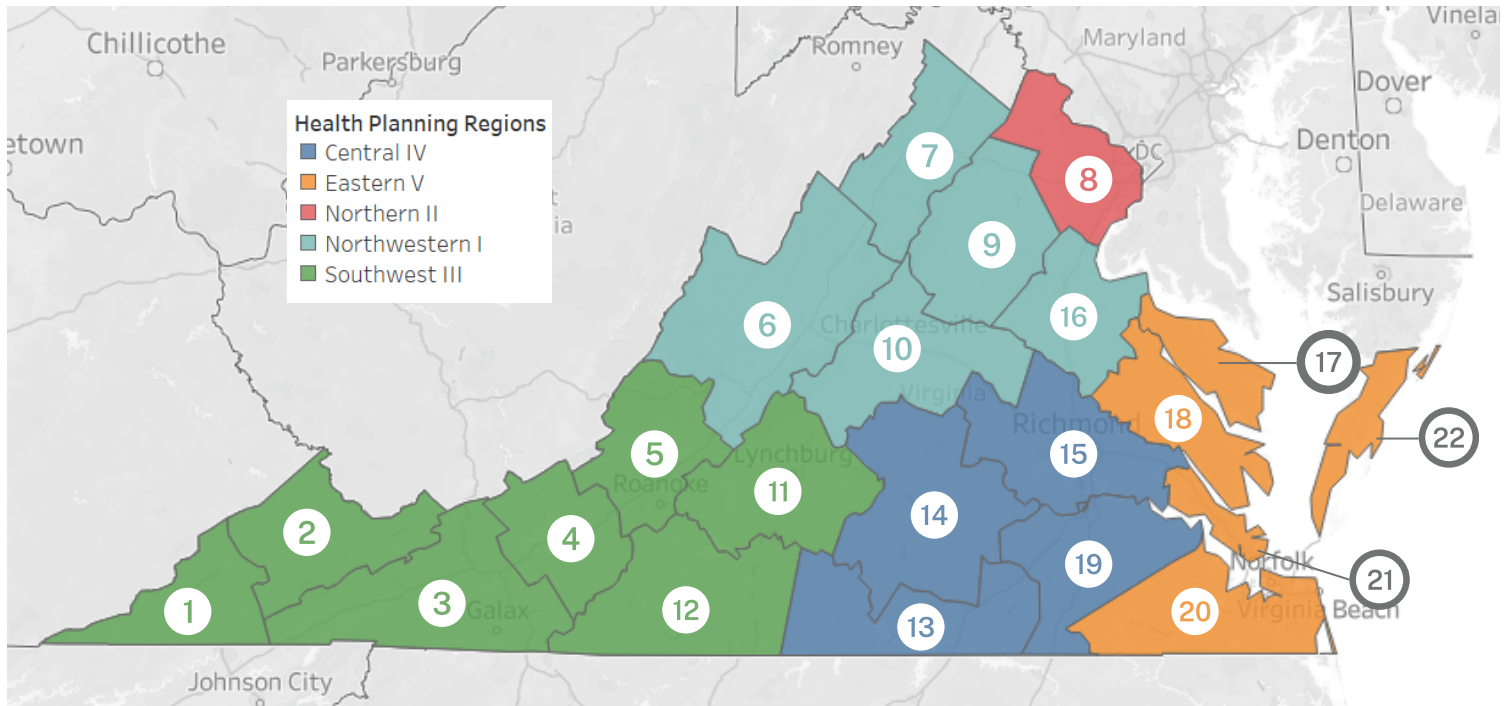 Vinela
Chillicothe
Romney
Maryland
Parkersburg
Dover
Health Planning Regions
Central IV
Eastern V
Northern II
Northwestern I
Southwest III
etown
Denton
DC
7
8
t
ia
Delaware
9
Salisbury
6
Charlottesville
16
10
17
Virginia
18
Richmond
22
5
Lynchburg
15
Roanoke
11
14
2
4
Norfolk
19
21
1
3
Galax
12
20
Virginia Beach
13
Johnson City